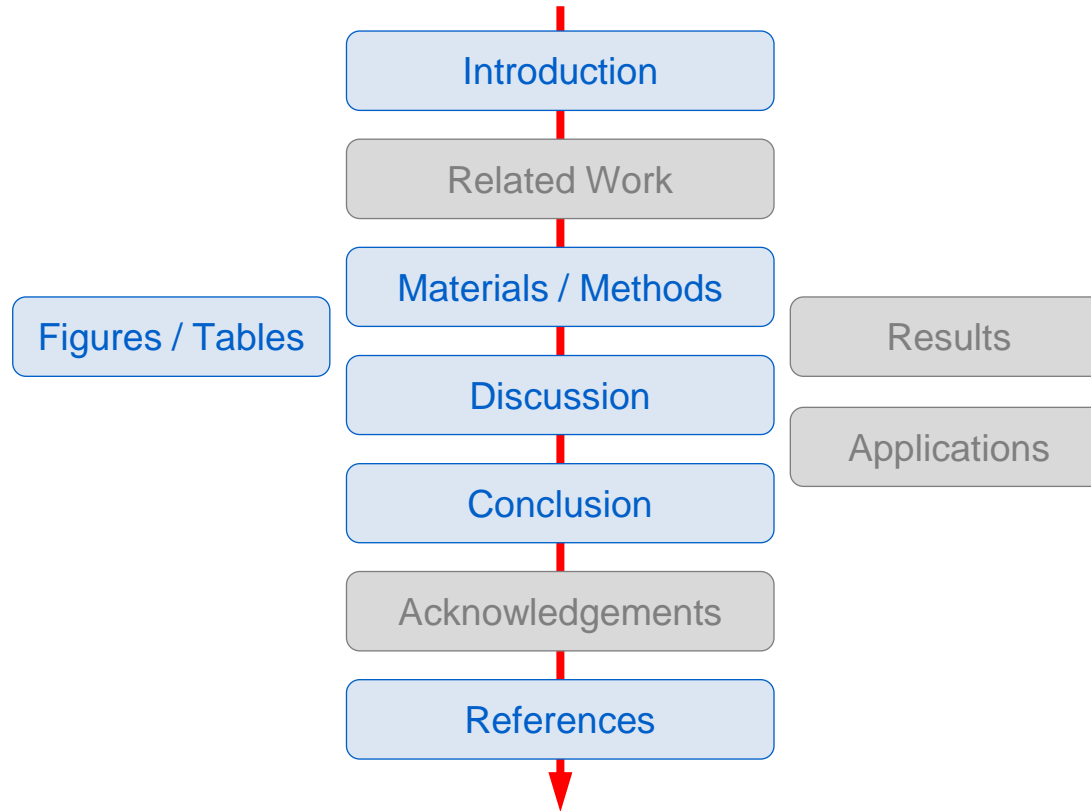 Introduction
Related Work
Materials / Methods
Figures / Tables
Results
Discussion
Applications
Conclusion
Acknowledgements
References